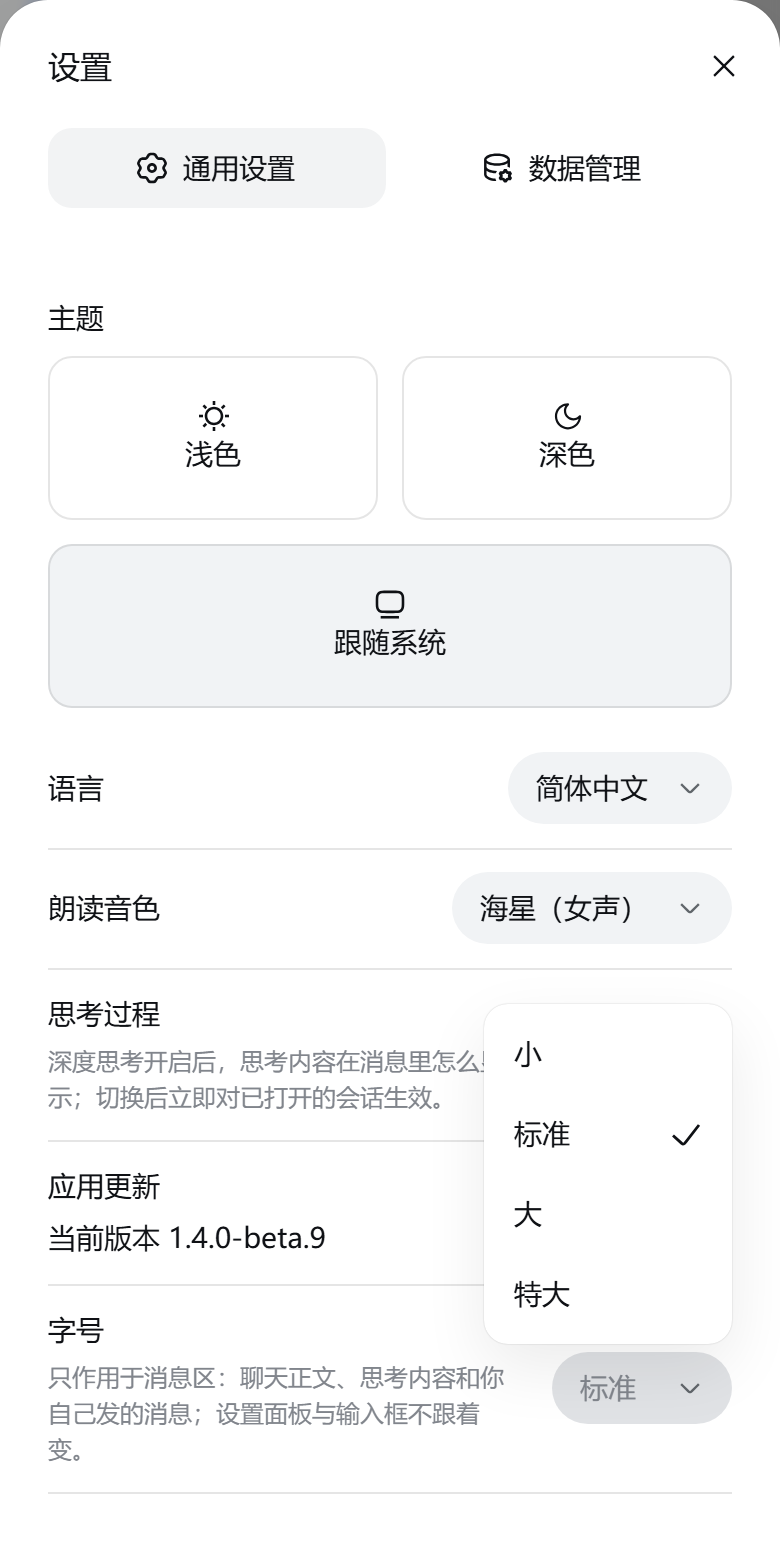 设置
通用设置
数据管理
主题
浅色
深色
跟随系统
语言
简体中文
朗读音色
海星（女声）
思考过程
深度思考开启后，思考内容在消息里怎么
示；切换后立即对已打开的会话生效。
小
标准
大
特大
应用更新
当前版本 1.4.0-beta.9
字号
只作用于消息区：聊天正文、思考内容和你
自己发的消息；设置面板与输入框不跟着
变。
标准